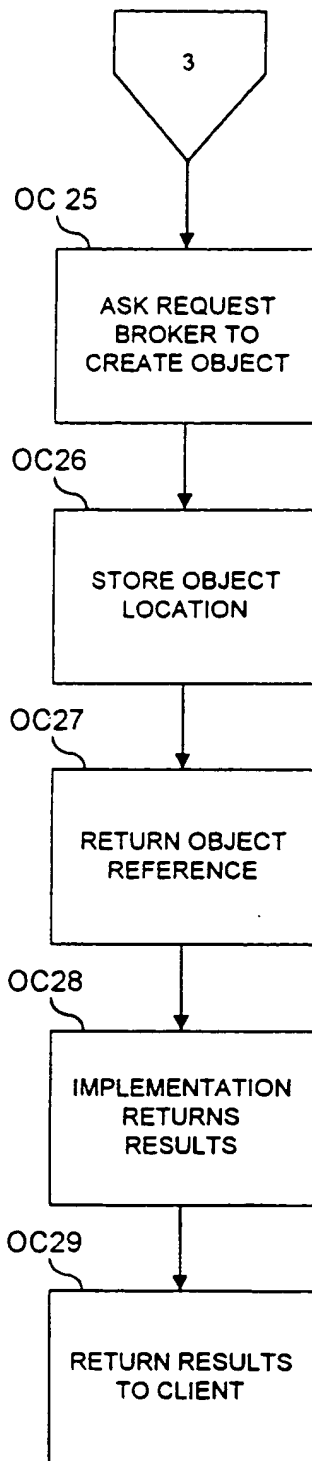 3
OC 25
ASK REQUEST
BROKER TO
CREATE OBJECT
OC26
STORE OBJECT
LOCATION
OC27
RETURN OBJECT
REFERENCE
OC28
IMPLEMENTATION
RETURNS
RESULTS
OC29
RETURN RESULTS
TO CLIENT